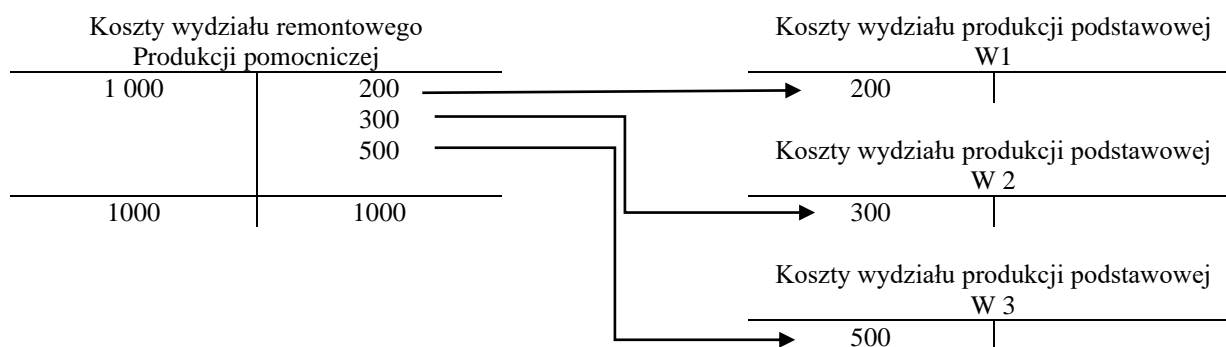 Koszty wydziału remontowego
Produkcji pomocniczej
1 000 200
300
500
1000 1000
Koszty wydziału produkcji podstawowej
W1
200
Koszty wydziału produkcji podstawowej
W 2
300
Koszty wydziału produkcji podstawowej
W 3
500